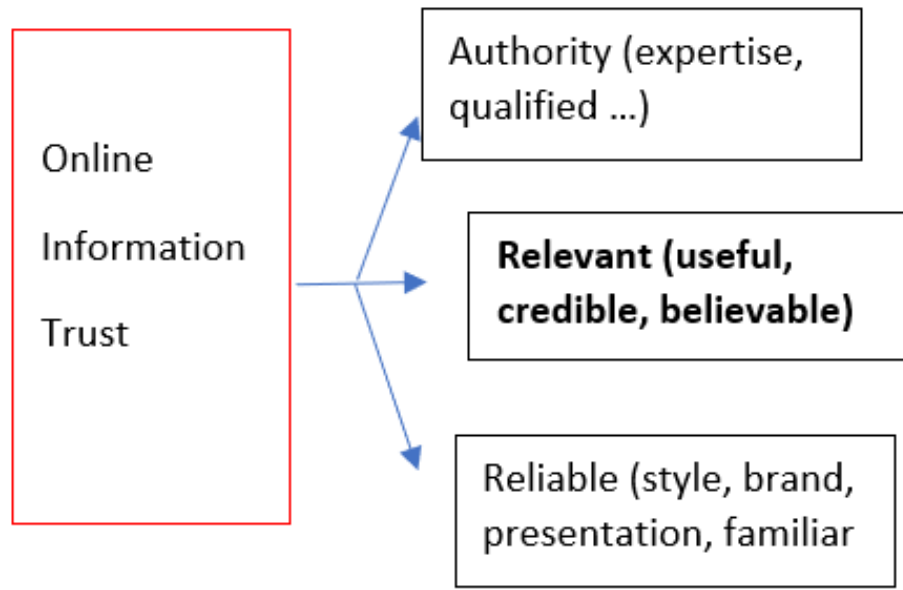 Online
Information
Trust
Authority (expertise,
qualified ...)
Relevant (useful,
credible, believable)
Reliable (style, brand,
presentation, familiar